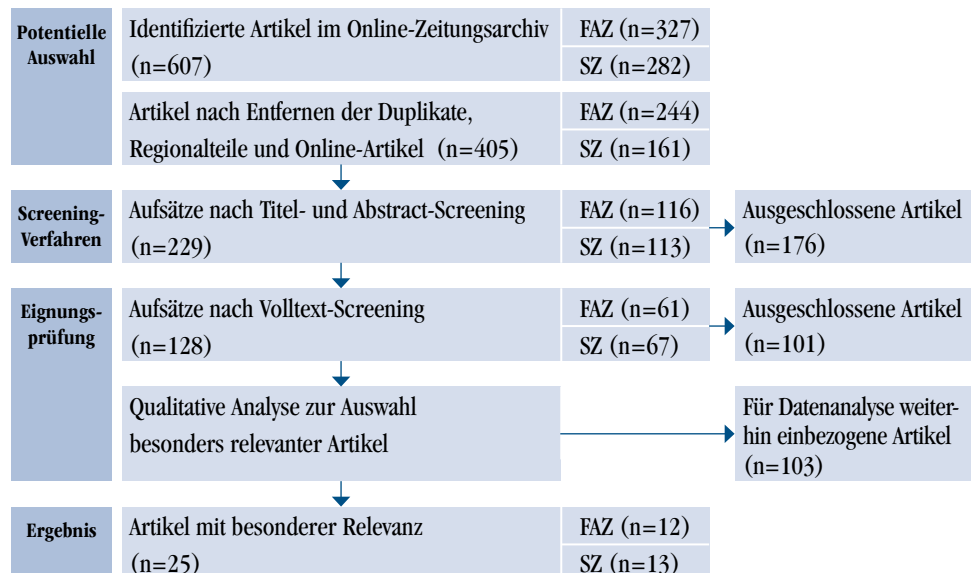 Potentielle
Auswahl
Identifizierte Artikel im Online-Zeitungsarchiv
(n=607)
FAZ (n=327)
SZ (n=282)
Artikel nach Entfernen der Duplikate,
Regionalteile und Online-Artikel (n=405)
FAZ (n=244)
SZ (n=161)
Screening-
Verfahren
Aufsätze nach Titel- und Abstract-Screening
(n=229)
FAZ (n=116)
SZ (n=113)
Ausgeschlossene Artikel
(n=176)
Eignungs-
prüfung
Aufsätze nach Volltext-Screening
(n=128)
FAZ (n=61)
SZ (n=67)
Ausgeschlossene Artikel
(n=101)
Qualitative Analyse zur Auswahl
besonders relevanter Artikel
Für Datenanalyse weiter-
hin einbezogene Artikel
(n=103)
Ergebnis
Artikel mit besonderer Relevanz
(n=25)
FAZ (n=12)
SZ (n=13)